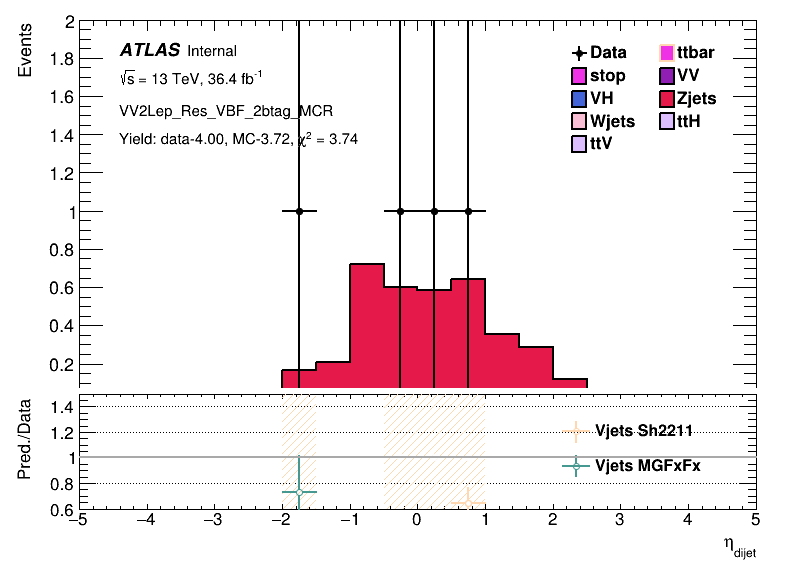 Events
2
1.8
1.6
1.4
1.2
1
0.8
0.6
0.4
0.2
ATLAS Internal
√s = 13 TeV, 36.4 fb⁻¹
VV2Lep_Res_VBF_2btag_MCR
Yield: data-4.00, MC-3.72, χ² = 3.74
Data ttbar
stop VV
VH Zjets
Wjets ttH
ttV
Pred./Data
1.4
1.2
1
0.8
0.6
Vjets Sh2211
Vjets MGFxFx
−5 −4 −3 −2 −1 0 1 2 3 4 5
η_dijet